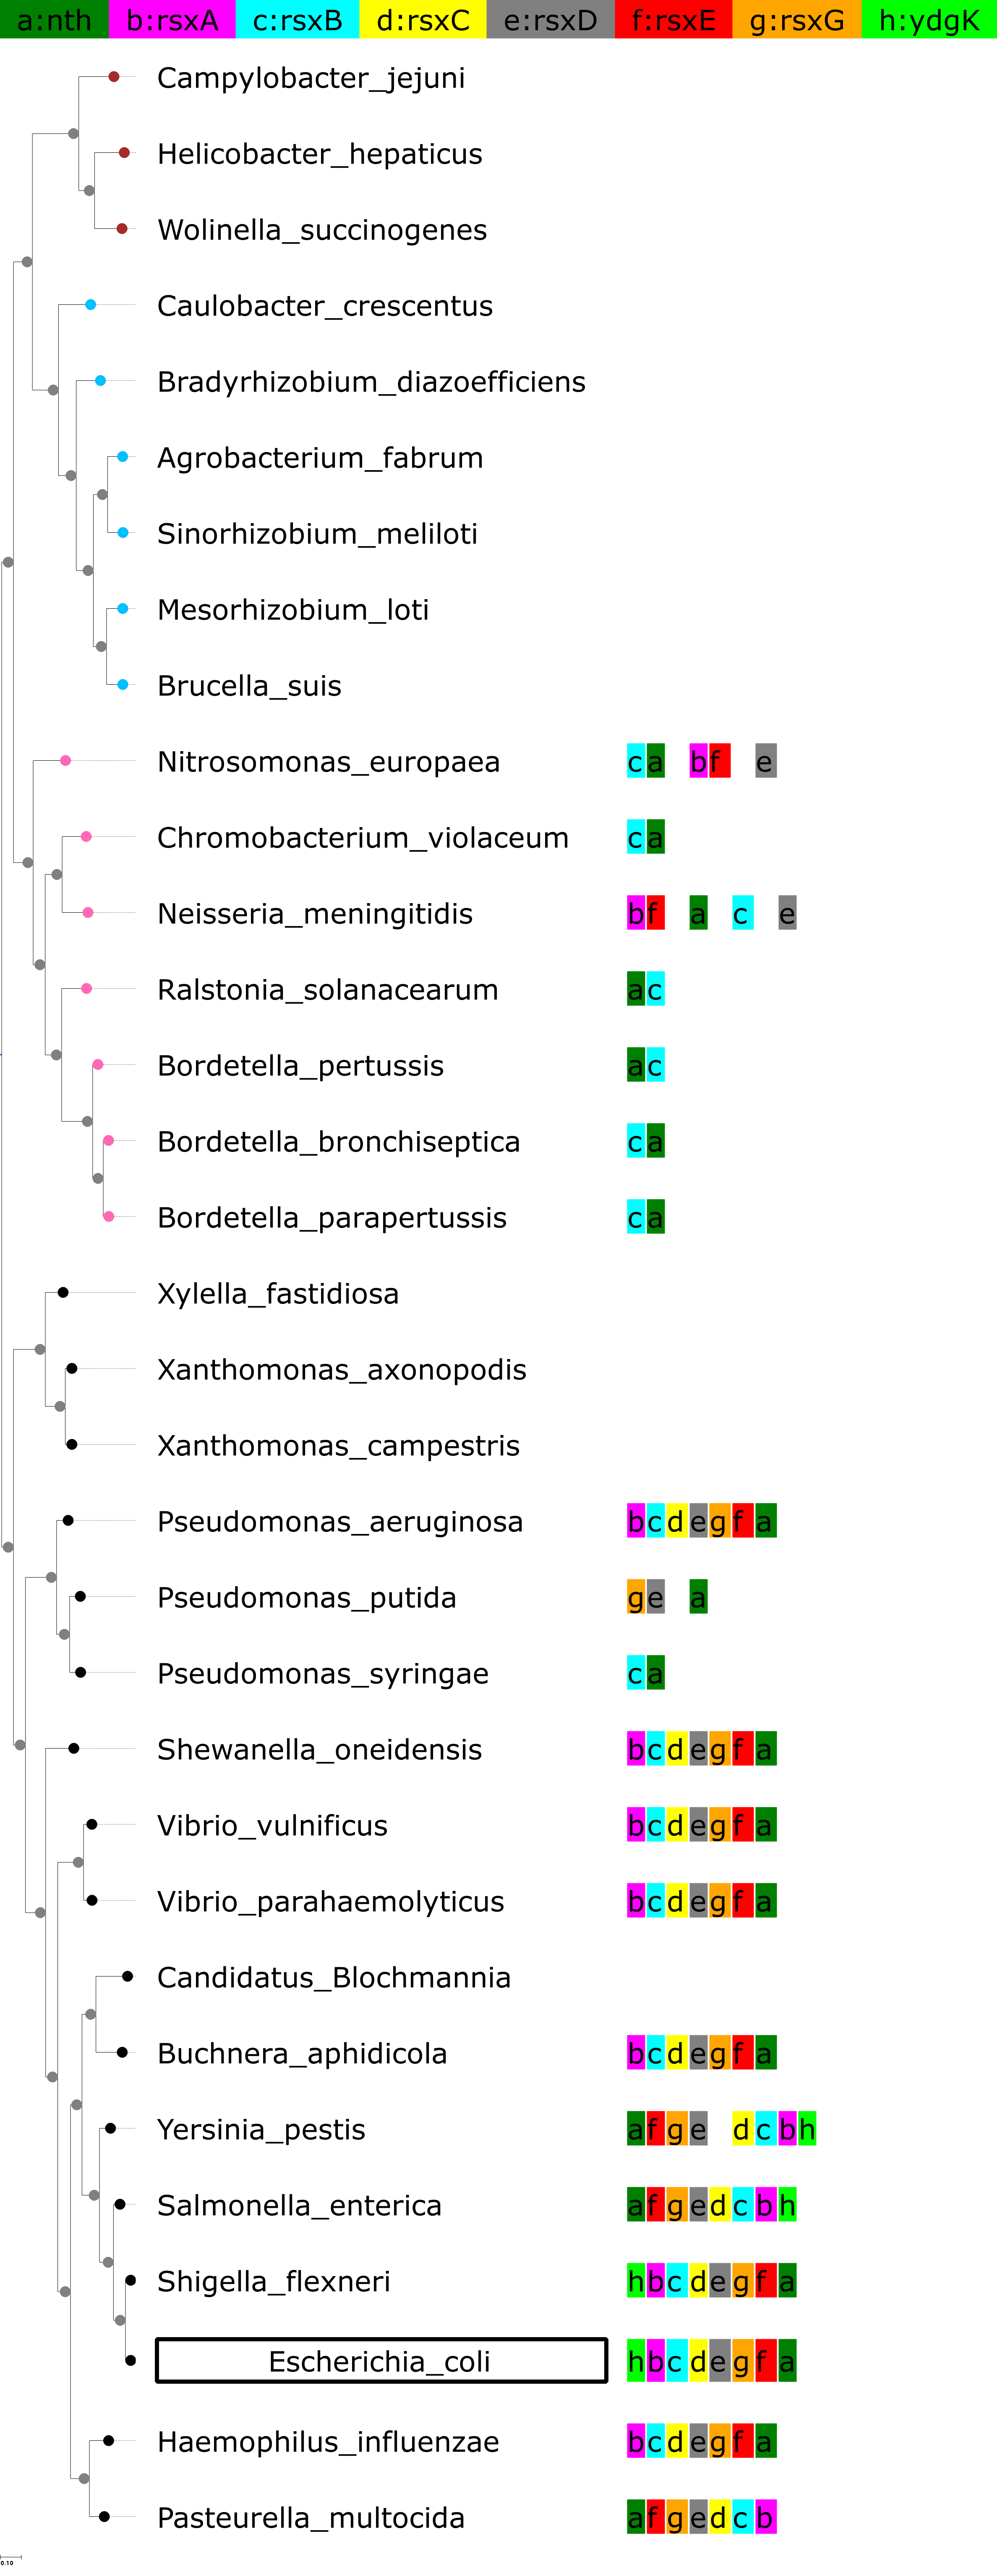 a:nth b:rsxA c:rsxB d:rsxC e:rsxD f:rsxE g:rsxG h:ydgK
Campylobacter_jejuni
Helicobacter_hepaticus
Wolinella_succinogenes
Caulobacter_crescentus
Bradyrhizobium_diazoefficiens
Agrobacterium_fabrum
Sinorhizobium_meliloti
Mesorhizobium_loti
Brucella_suis
Nitrosomonas_europaea c a b f e
Chromobacterium_violaceum c a
Neisseria_meningitidis b f a c e
Ralstonia_solanacearum a c
Bordetella_pertussis a c
Bordetella_bronchiseptica c a
Bordetella_parapertussis c a
Xylella_fastidiosa
Xanthomonas_axonopodis
Xanthomonas_campestris
Pseudomonas_aeruginosa b c d e g f a
Pseudomonas_putida g e a
Pseudomonas_syringae c a
Shewanella_oneidensis b c d e g f a
Vibrio_vulnificus b c d e g f a
Vibrio_parahaemolyticus b c d e g f a
Candidatus_Blochmannia
Buchnera_aphidicola b c d e g f a
Yersinia_pestis a f g e d c b h
Salmonella_enterica a f g e d c b h
Shigella_flexneri h b c d e g f a
Escherichia_coli h b c d e g f a
Haemophilus_influenzae b c d e g f a
Pasteurella_multocida a f g e d c b
0.10